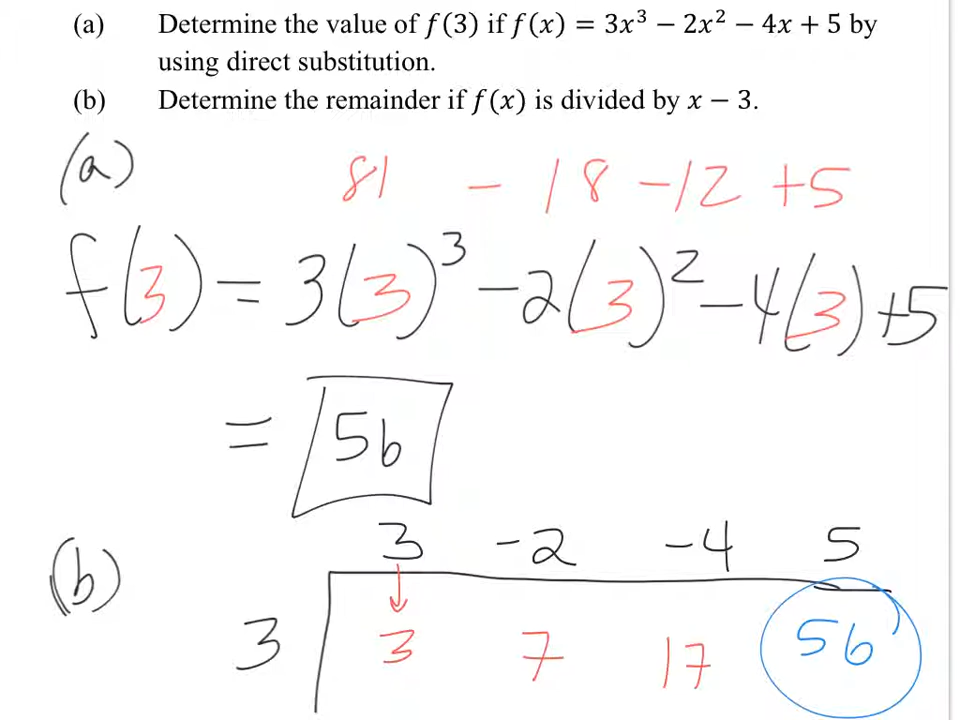 (a) Determine the value of f(3) if f(x) = 3x³ − 2x² − 4x + 5 by
using direct substitution.
(b) Determine the remainder if f(x) is divided by x − 3.
(a)
81 - 18 - 12 + 5
f(3) = 3(3)³ - 2(3)² - 4(3) + 5
= 56
(b)
3 -2 -4 5
3 3 7 17 56